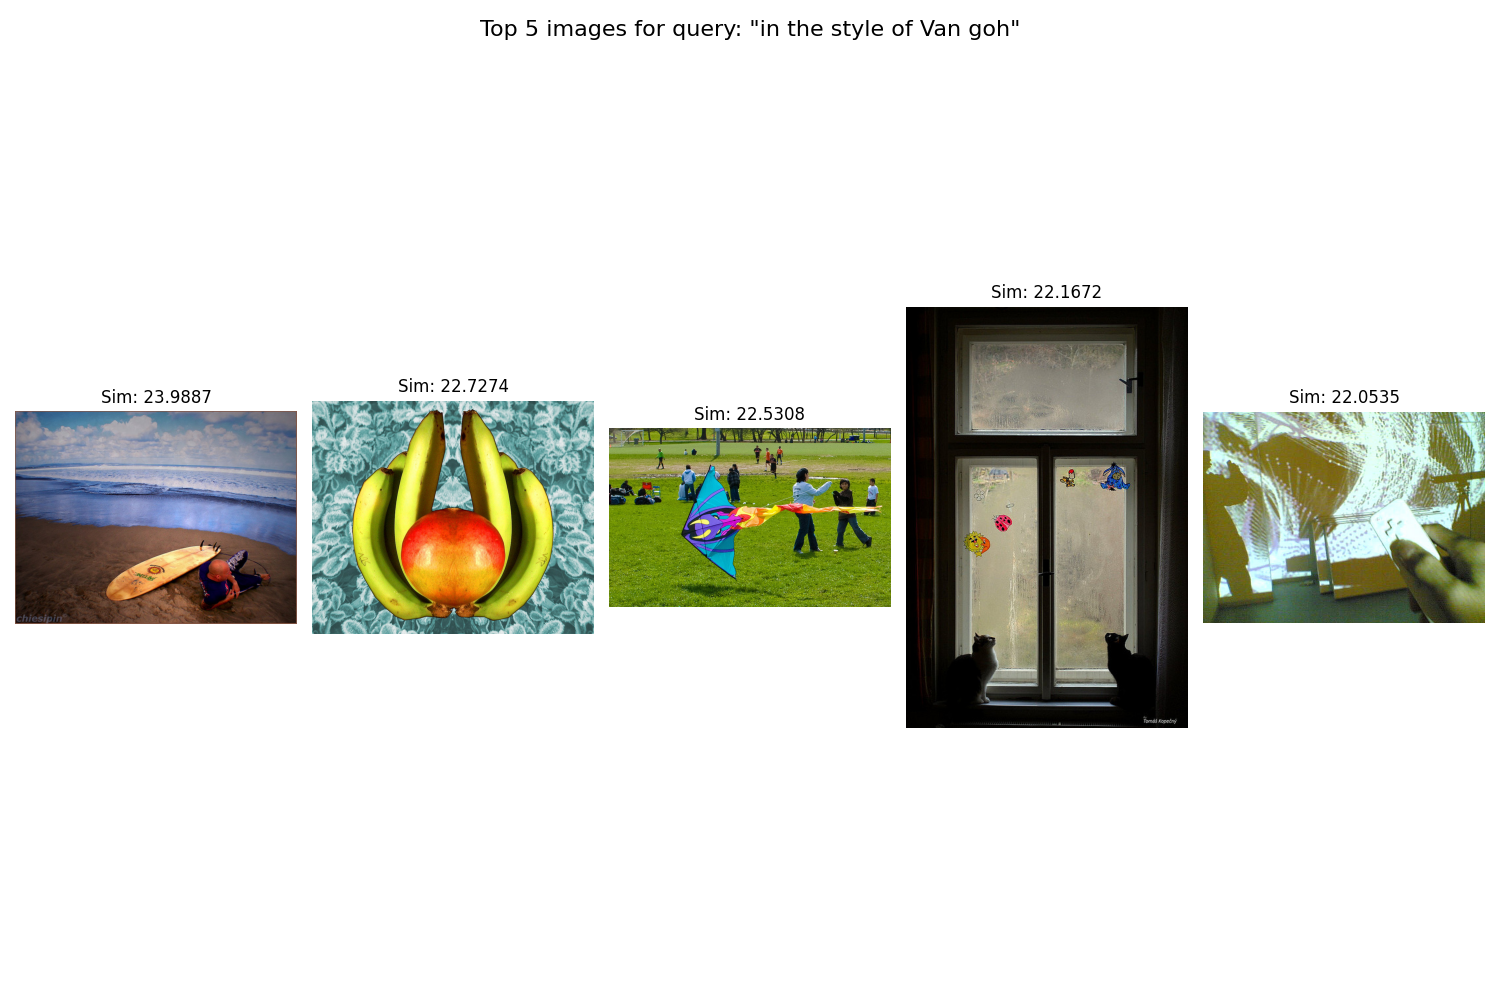 Top 5 images for query: "in the style of Van goh"
Sim: 23.9887
Sim: 22.7274
Sim: 22.5308
Sim: 22.1672
Sim: 22.0535
chiesipin
Tomáš Kopečný